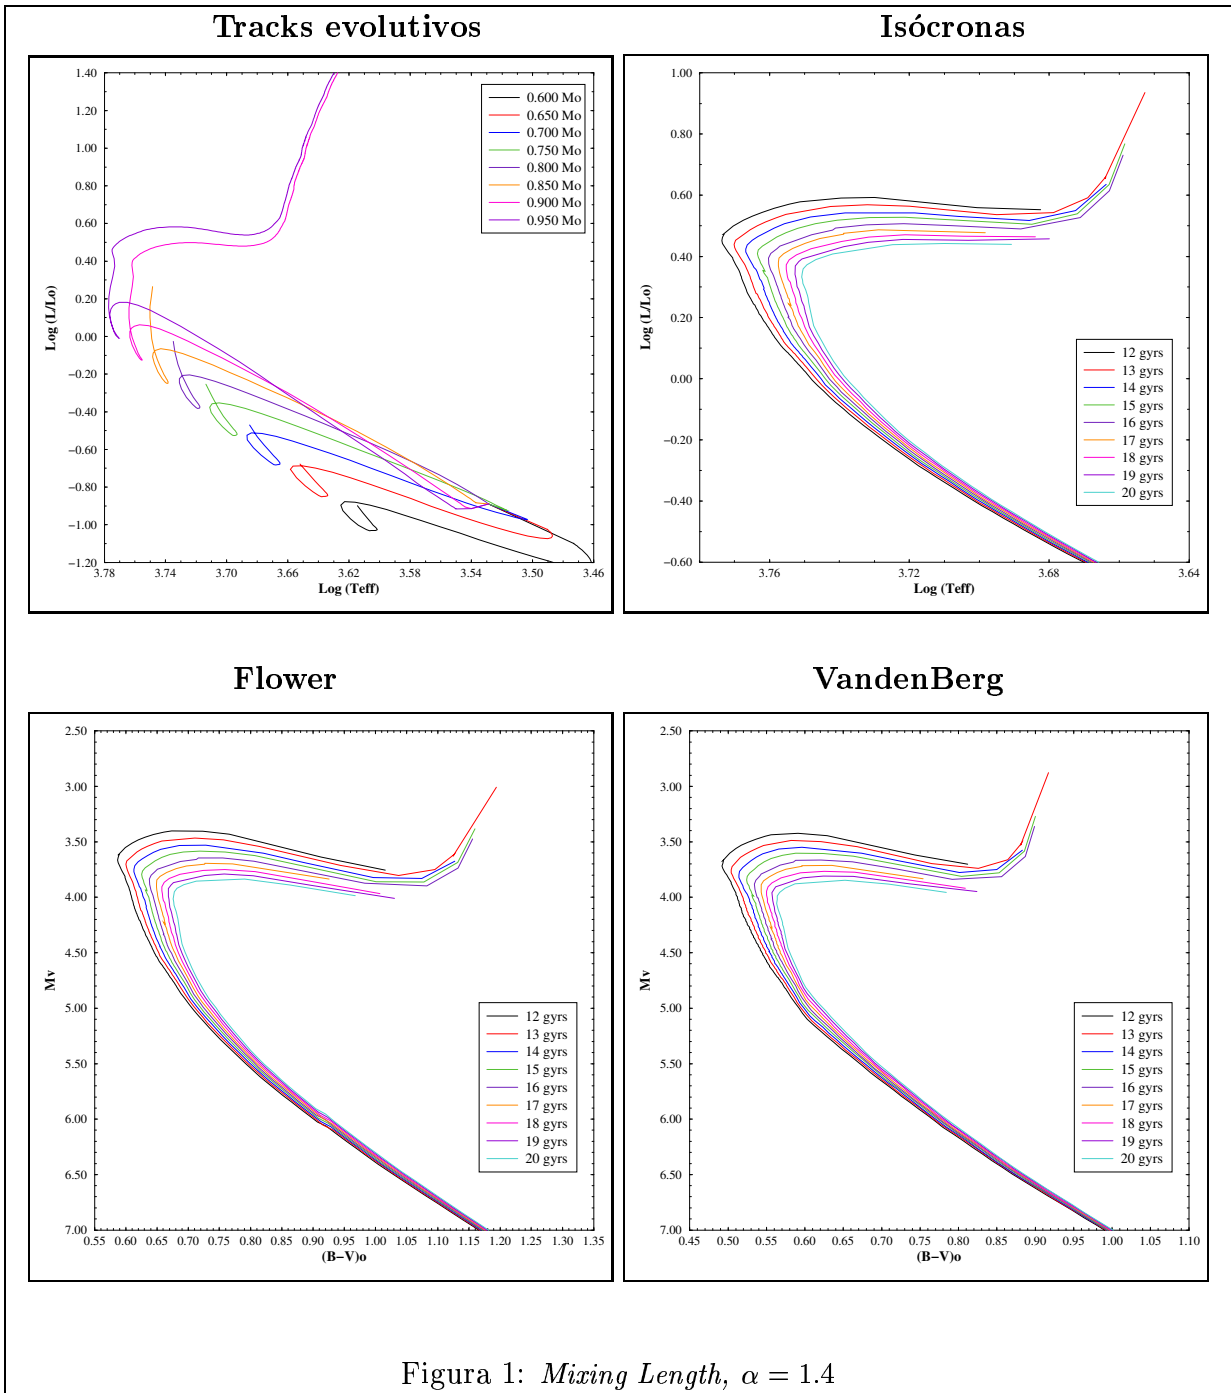 Tracks evolutivos
1.40
1.20
1.00
0.80
0.60
0.40
0.20
0.00
−0.20
−0.40
−0.60
−0.80
−1.00
−1.20
Log (L/Lo)
3.78 3.74 3.70 3.66 3.62 3.58 3.54 3.50 3.46
Log (Teff)
0.600 Mo
0.650 Mo
0.700 Mo
0.750 Mo
0.800 Mo
0.850 Mo
0.900 Mo
0.950 Mo
Isócronas
1.00
0.80
0.60
0.40
0.20
0.00
−0.20
−0.40
−0.60
Log (L/Lo)
3.76 3.72 3.68 3.64
Log (Teff)
12 gyrs
13 gyrs
14 gyrs
15 gyrs
16 gyrs
17 gyrs
18 gyrs
19 gyrs
20 gyrs
Flower
2.50
3.00
3.50
4.00
4.50
5.00
5.50
6.00
6.50
7.00
Mv
0.55 0.60 0.65 0.70 0.75 0.80 0.85 0.90 0.95 1.00 1.05 1.10 1.15 1.20 1.25 1.30 1.35
(B−V)o
12 gyrs
13 gyrs
14 gyrs
15 gyrs
16 gyrs
17 gyrs
18 gyrs
19 gyrs
20 gyrs
VandenBerg
2.50
3.00
3.50
4.00
4.50
5.00
5.50
6.00
6.50
7.00
Mv
0.45 0.50 0.55 0.60 0.65 0.70 0.75 0.80 0.85 0.90 0.95 1.00 1.05 1.10
(B−V)o
12 gyrs
13 gyrs
14 gyrs
15 gyrs
16 gyrs
17 gyrs
18 gyrs
19 gyrs
20 gyrs
Figura 1: Mixing Length, α = 1.4